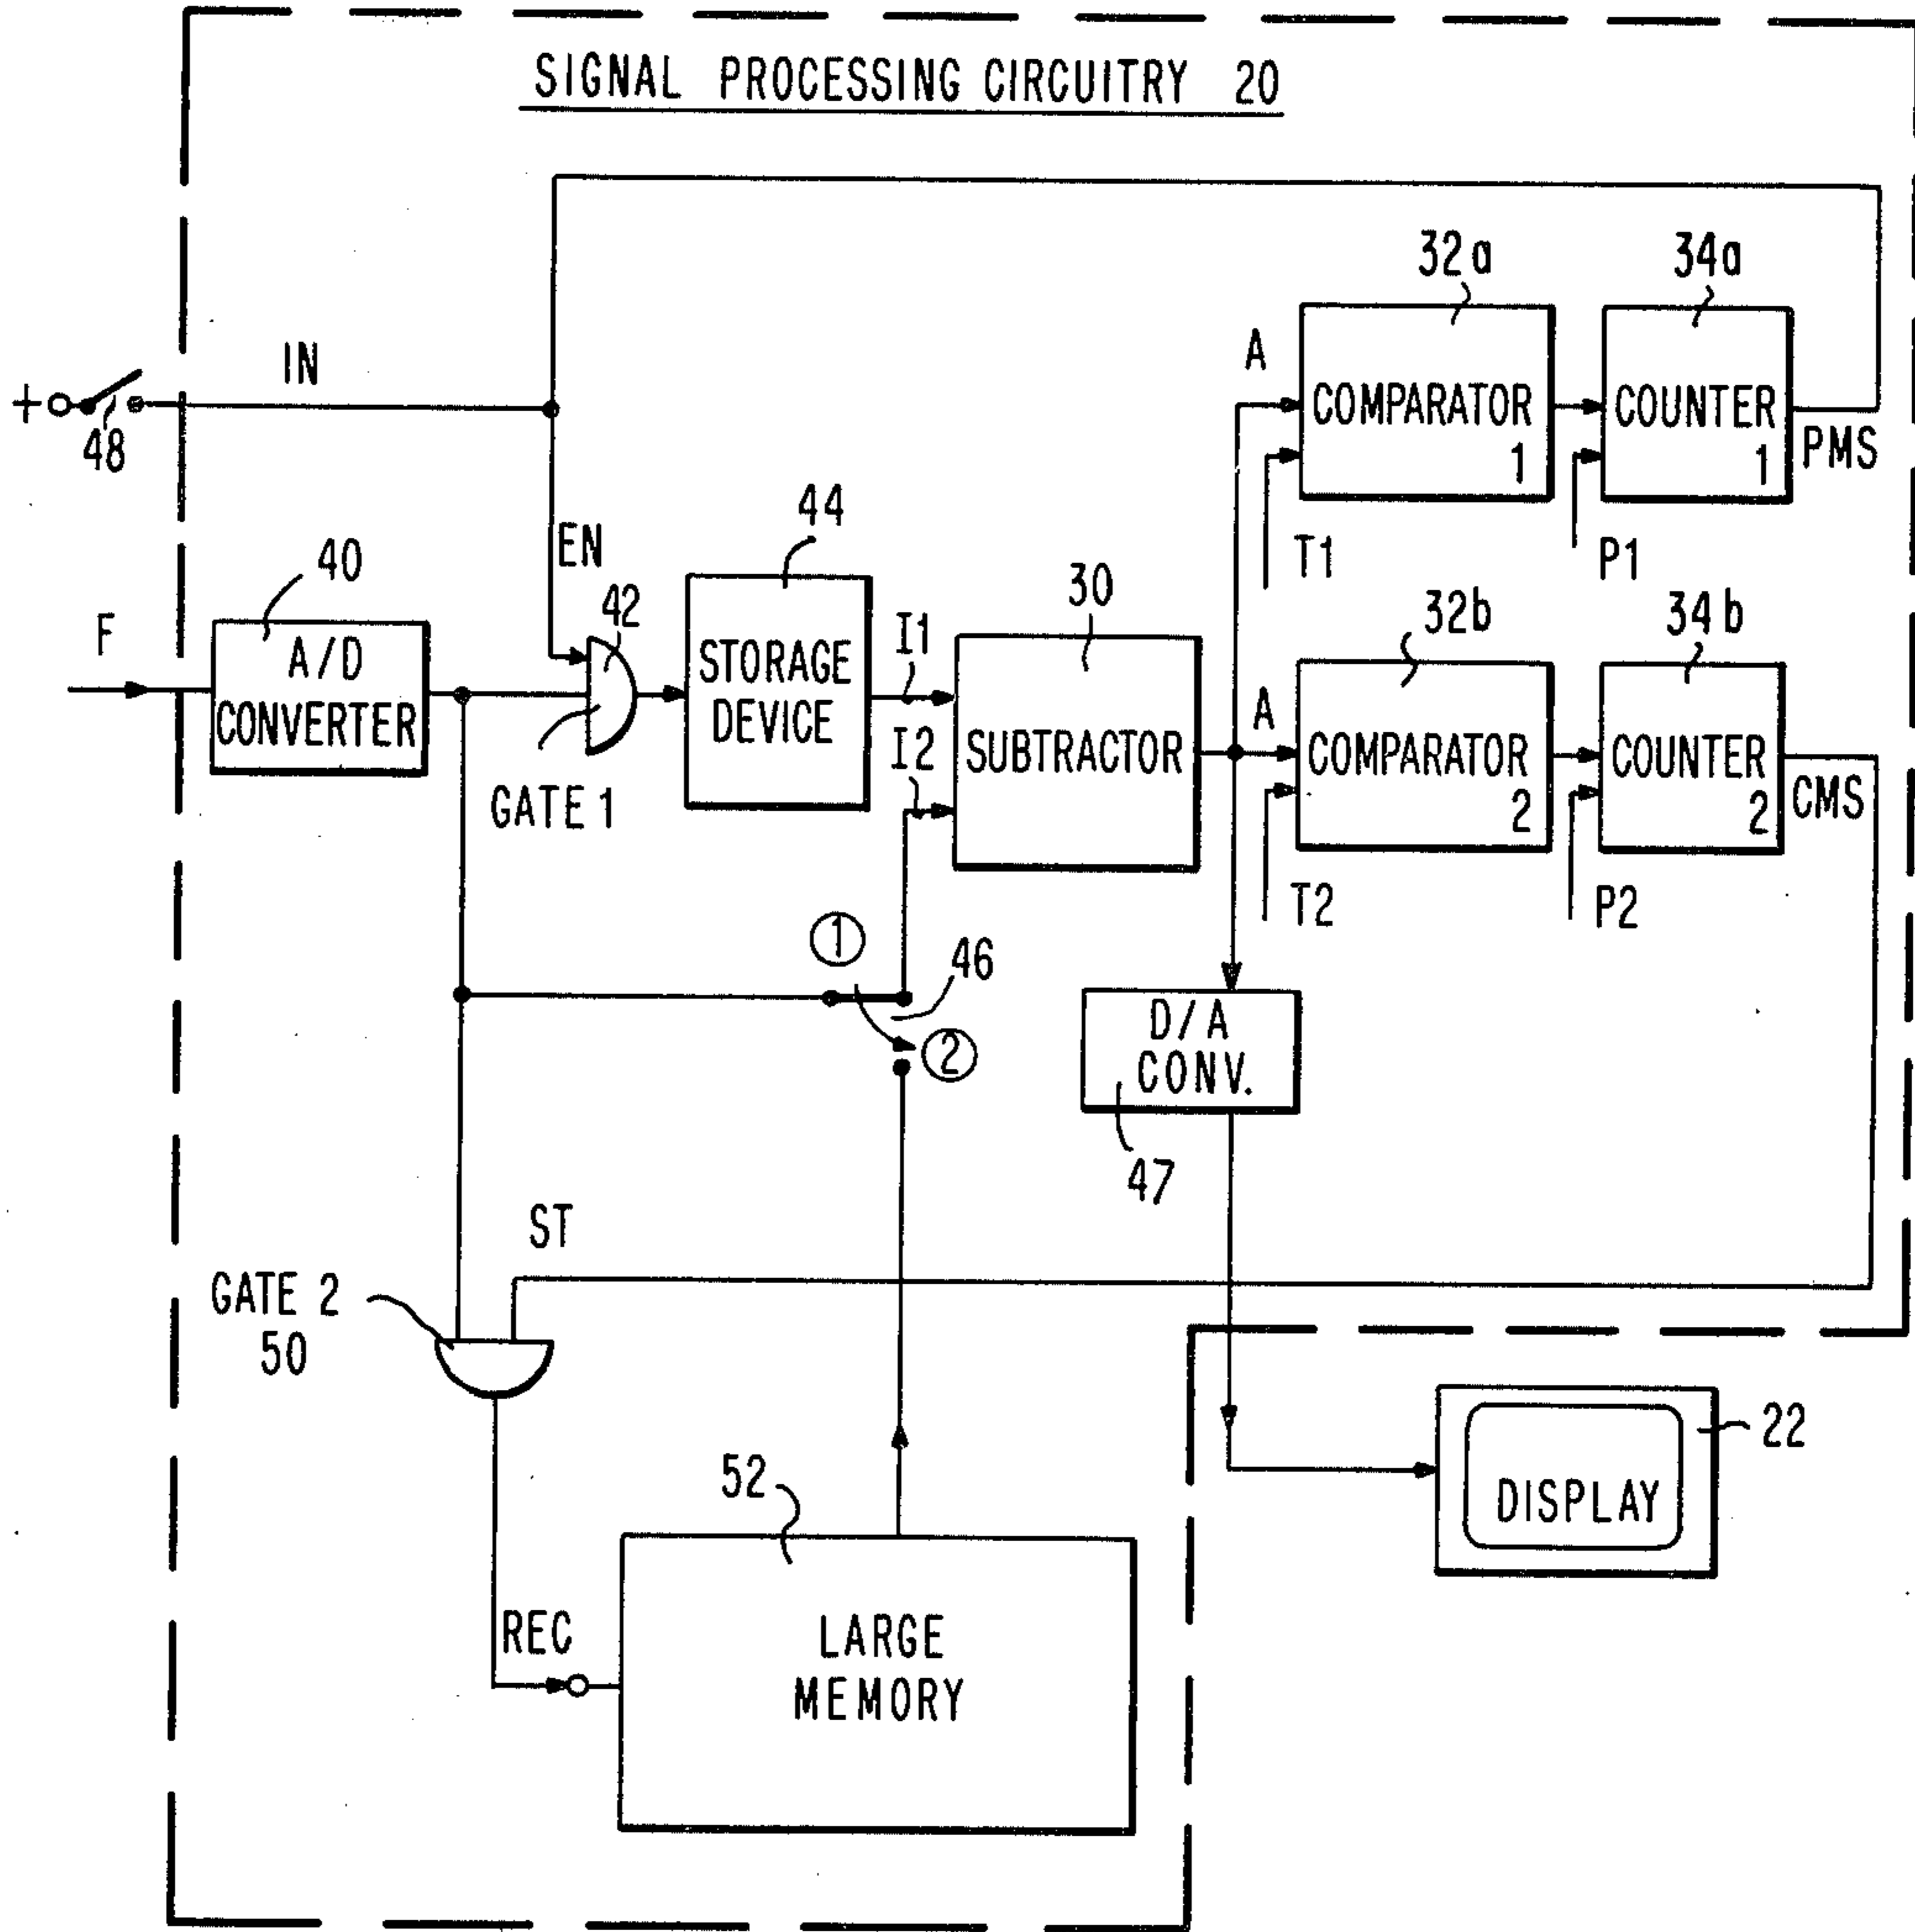 SIGNAL PROCESSING CIRCUITRY 20
32a
34a
IN
A
+
48
COMPARATOR
1
COUNTER
1
PMS
44
EN
T1
P1
40
42
30
32b
34b
F
A/D
CONVERTER
STORAGE
DEVICE
I1
I2
SUBTRACTOR
A
COMPARATOR
2
COUNTER
2
CMS
GATE 1
T2
P2
1
46
2
D/A
CONV.
47
ST
GATE 2
50
22
DISPLAY
52
REC
LARGE
MEMORY